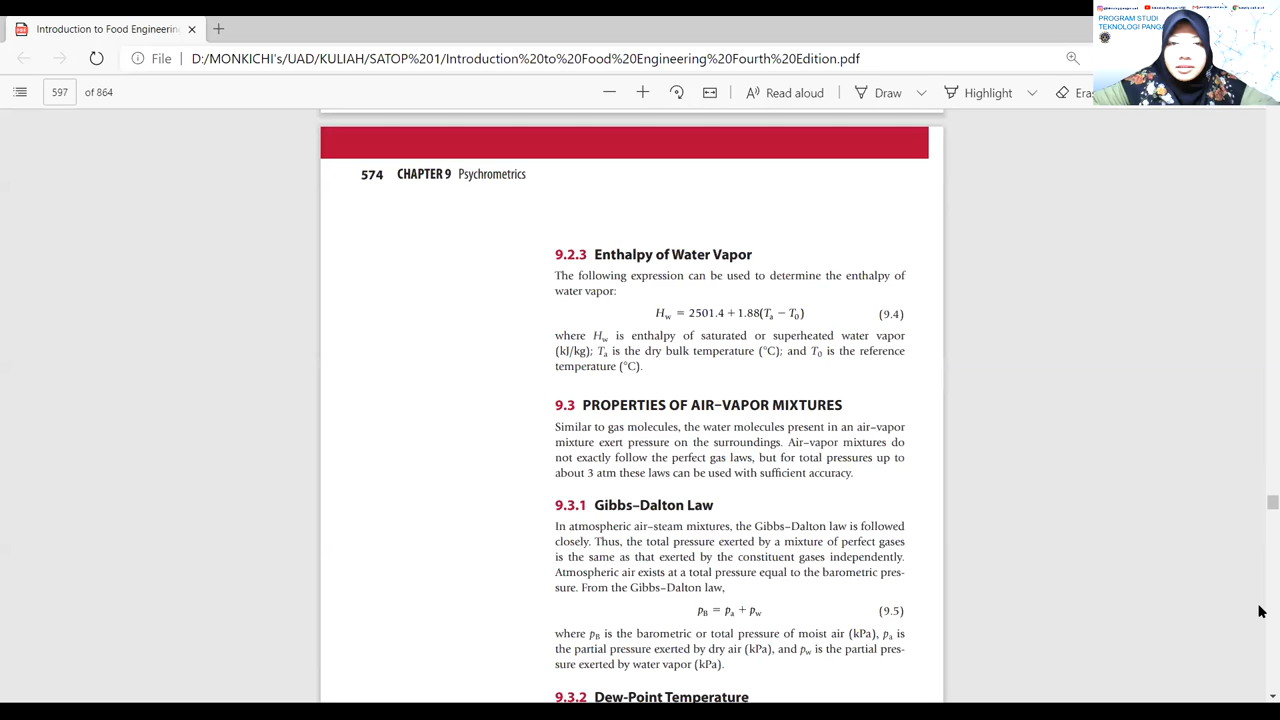 Introduction to Food Engineerin
File
D:/MONKICHI's/UAD/KULIAH/SATOP%201/Introduction%20to%20Food%20Engineering%20Fourth%20Edition.pdf
597 of 864
Read aloud
Draw
Highlight
Era
PROGRAM STUDI
TEKNOLOGI PANGA
574 CHAPTER 9 Psychrometrics
9.2.3 Enthalpy of Water Vapor
The following expression can be used to determine the enthalpy of
water vapor:
Hw = 2501.4 + 1.88(Ta − T0) (9.4)
where Hw is enthalpy of saturated or superheated water vapor
(kJ/kg); Ta is the dry bulk temperature (°C); and T0 is the reference
temperature (°C).
9.3 PROPERTIES OF AIR–VAPOR MIXTURES
Similar to gas molecules, the water molecules present in an air–vapor
mixture exert pressure on the surroundings. Air–vapor mixtures do
not exactly follow the perfect gas laws, but for total pressures up to
about 3 atm these laws can be used with sufficient accuracy.
9.3.1 Gibbs–Dalton Law
In atmospheric air–steam mixtures, the Gibbs–Dalton law is followed
closely. Thus, the total pressure exerted by a mixture of perfect gases
is the same as that exerted by the constituent gases independently.
Atmospheric air exists at a total pressure equal to the barometric pres-
sure. From the Gibbs–Dalton law,
pB = pa + pw (9.5)
where pB is the barometric or total pressure of moist air (kPa), pa is
the partial pressure exerted by dry air (kPa), and pw is the partial pres-
sure exerted by water vapor (kPa).
9.3.2 Dew-Point Temperature